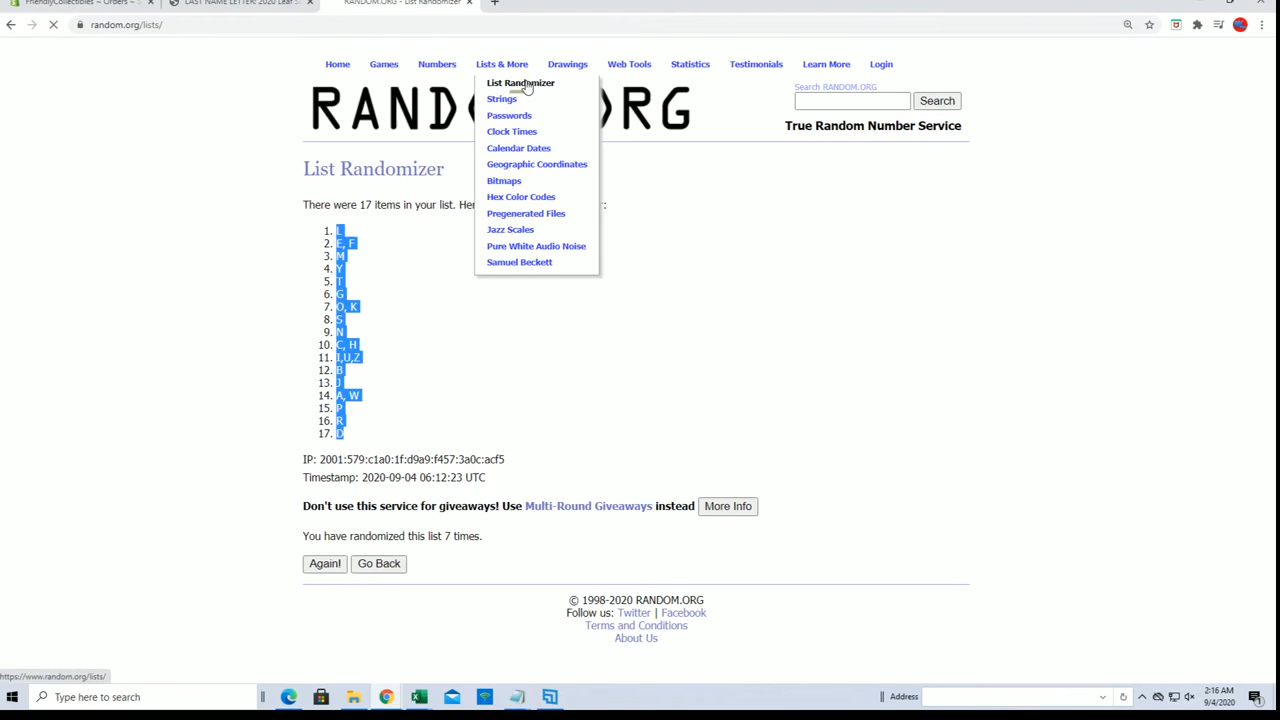 FriendlyCollectibles ~ Orders ~
LAST NAME LETTER: 2020 Leaf
RANDOM.ORG - List Randomizer
random.org/lists/
Home Games Numbers Lists & More Drawings Web Tools Statistics Testimonials Learn More Login
List Randomizer
Strings
Passwords
Clock Times
Calendar Dates
Geographic Coordinates
Bitmaps
Hex Color Codes
Pregenerated Files
Jazz Scales
Pure White Audio Noise
Samuel Beckett
Search RANDOM.ORG
Search
True Random Number Service
List Randomizer
There were 17 items in your list.
1. L
2. E, F
3. M
4. Y
5. T
6. G
7. O, K
8. S
9. N
10. C, H
11. I,U,Z
12. B
13. J
14. A, W
15. P
16. R
17. D
IP: 2001:579:c1a0:1f:d9a9:f457:3a0c:acf5
Timestamp: 2020-09-04 06:12:23 UTC
Don't use this service for giveaways! Use Multi-Round Giveaways instead More Info
You have randomized this list 7 times.
Again! Go Back
© 1998-2020 RANDOM.ORG
Follow us: Twitter | Facebook
Terms and Conditions
About Us
https://www.random.org/lists/
Type here to search
Address
2:16 AM
9/4/2020